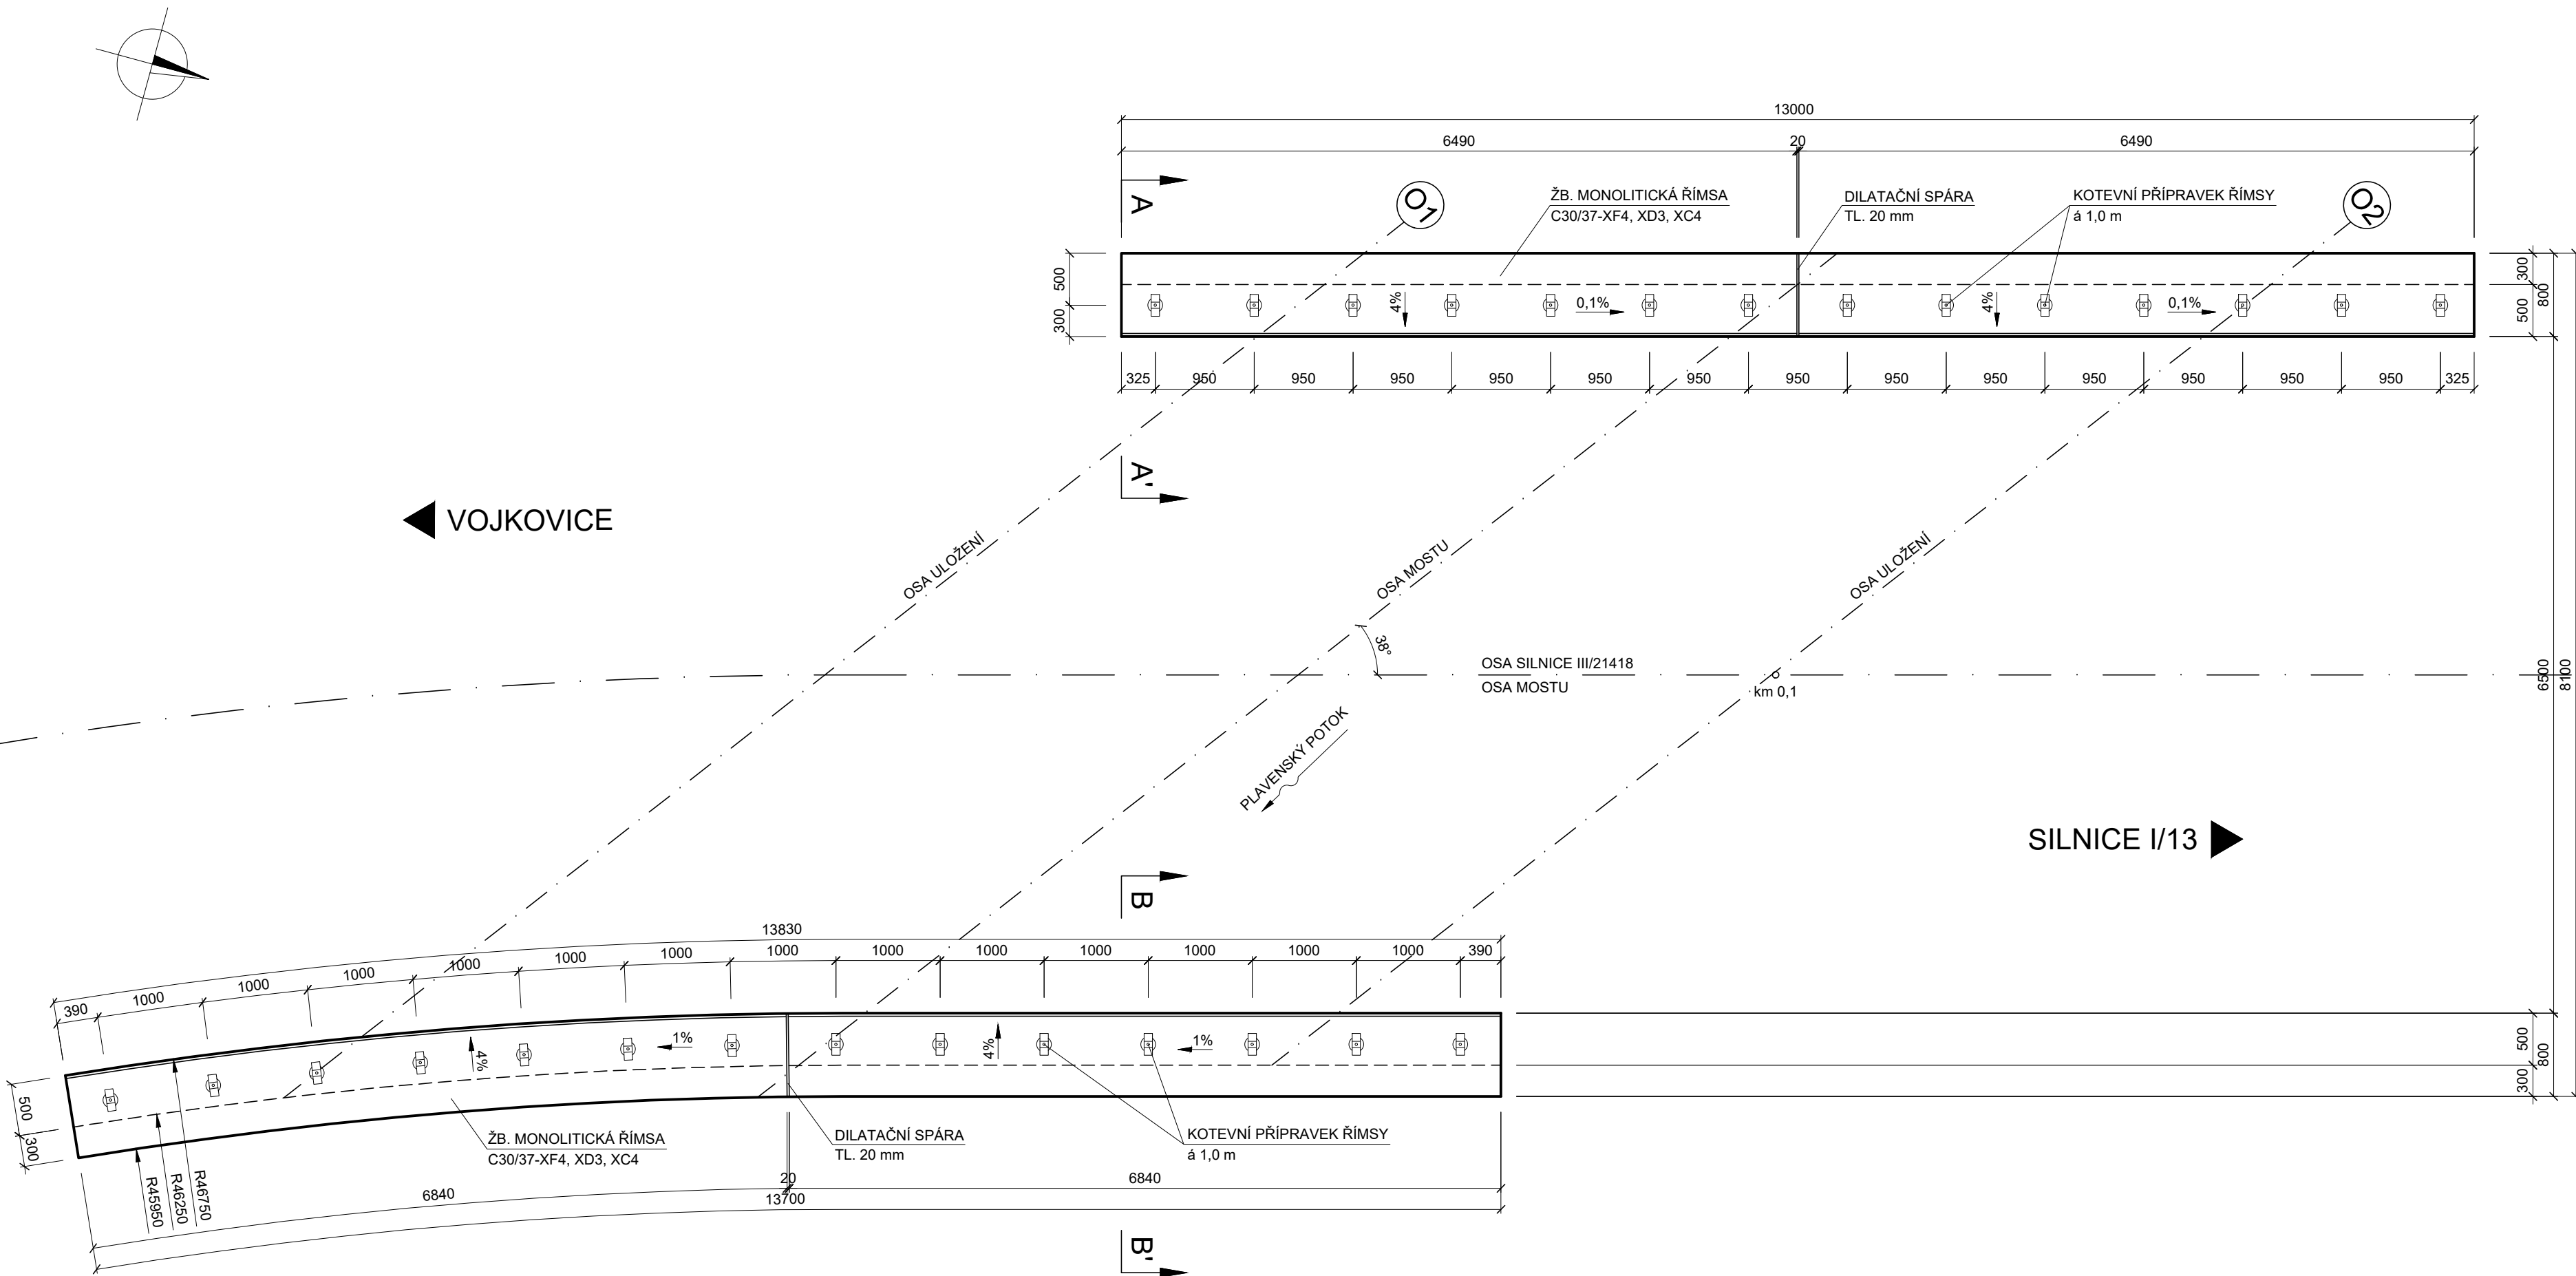 13000
6490 20 6490
A
O1
ŽB. MONOLITICKÁ ŘÍMSA
C30/37-XF4, XD3, XC4
DILATAČNÍ SPÁRA
TL. 20 mm
KOTEVNÍ PŘÍPRAVEK ŘÍMSY
á 1,0 m
O2
500
300
4%
0,1%
4%
0,1%
300
500
800
325 950 950 950 950 950 950 950 950 950 950 950 950 950 325
A'
VOJKOVICE
OSA ULOŽENÍ
OSA MOSTU
OSA ULOŽENÍ
38°
OSA SILNICE III/21418
OSA MOSTU
km 0,1
6500
8100
PLAVENSKÝ POTOK
SILNICE I/13
B
13830
390 1000 1000 1000 1000 1000 1000 1000 1000 1000 1000 1000 1000 1000 390
500
300
4%
1%
4%
1%
500
300
800
R45950
R46250
R46750
ŽB. MONOLITICKÁ ŘÍMSA
C30/37-XF4, XD3, XC4
DILATAČNÍ SPÁRA
TL. 20 mm
KOTEVNÍ PŘÍPRAVEK ŘÍMSY
á 1,0 m
6840 20 6840
13700
B'